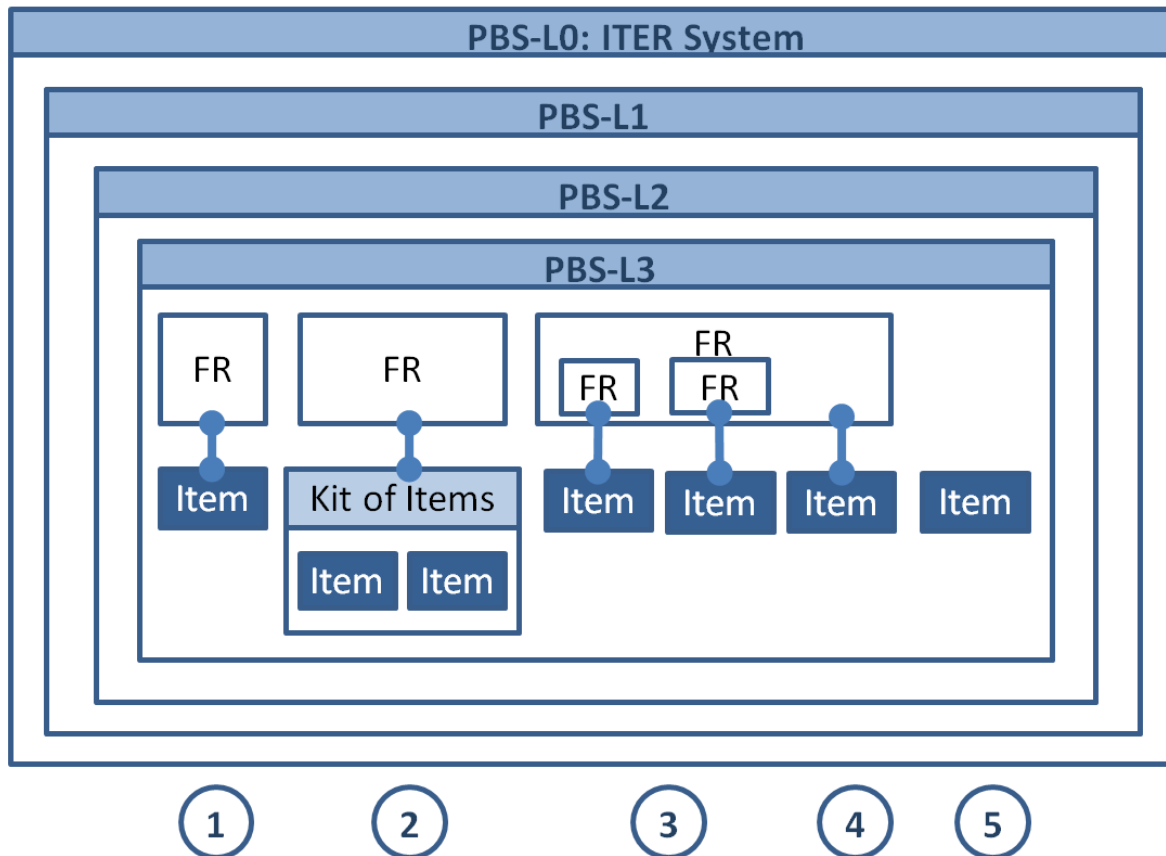 PBS-L0: ITER System
PBS-L1
PBS-L2
PBS-L3
FR
FR
FR
FR
FR
Item
Kit of Items
Item
Item
Item
Item
Item
Item
1
2
3
4
5